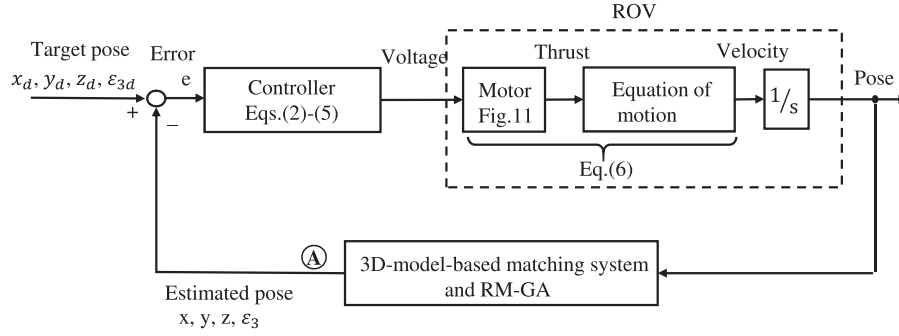 ROV
Target pose
x_d, y_d, z_d, ε_3d
Error
e
+
−
Controller
Eqs.(2)-(5)
Voltage
Thrust
Velocity
Motor
Fig.11
Equation of
motion
1/s
Pose
Eq.(6)
A
3D-model-based matching system
and RM-GA
Estimated pose
x, y, z, ε_3